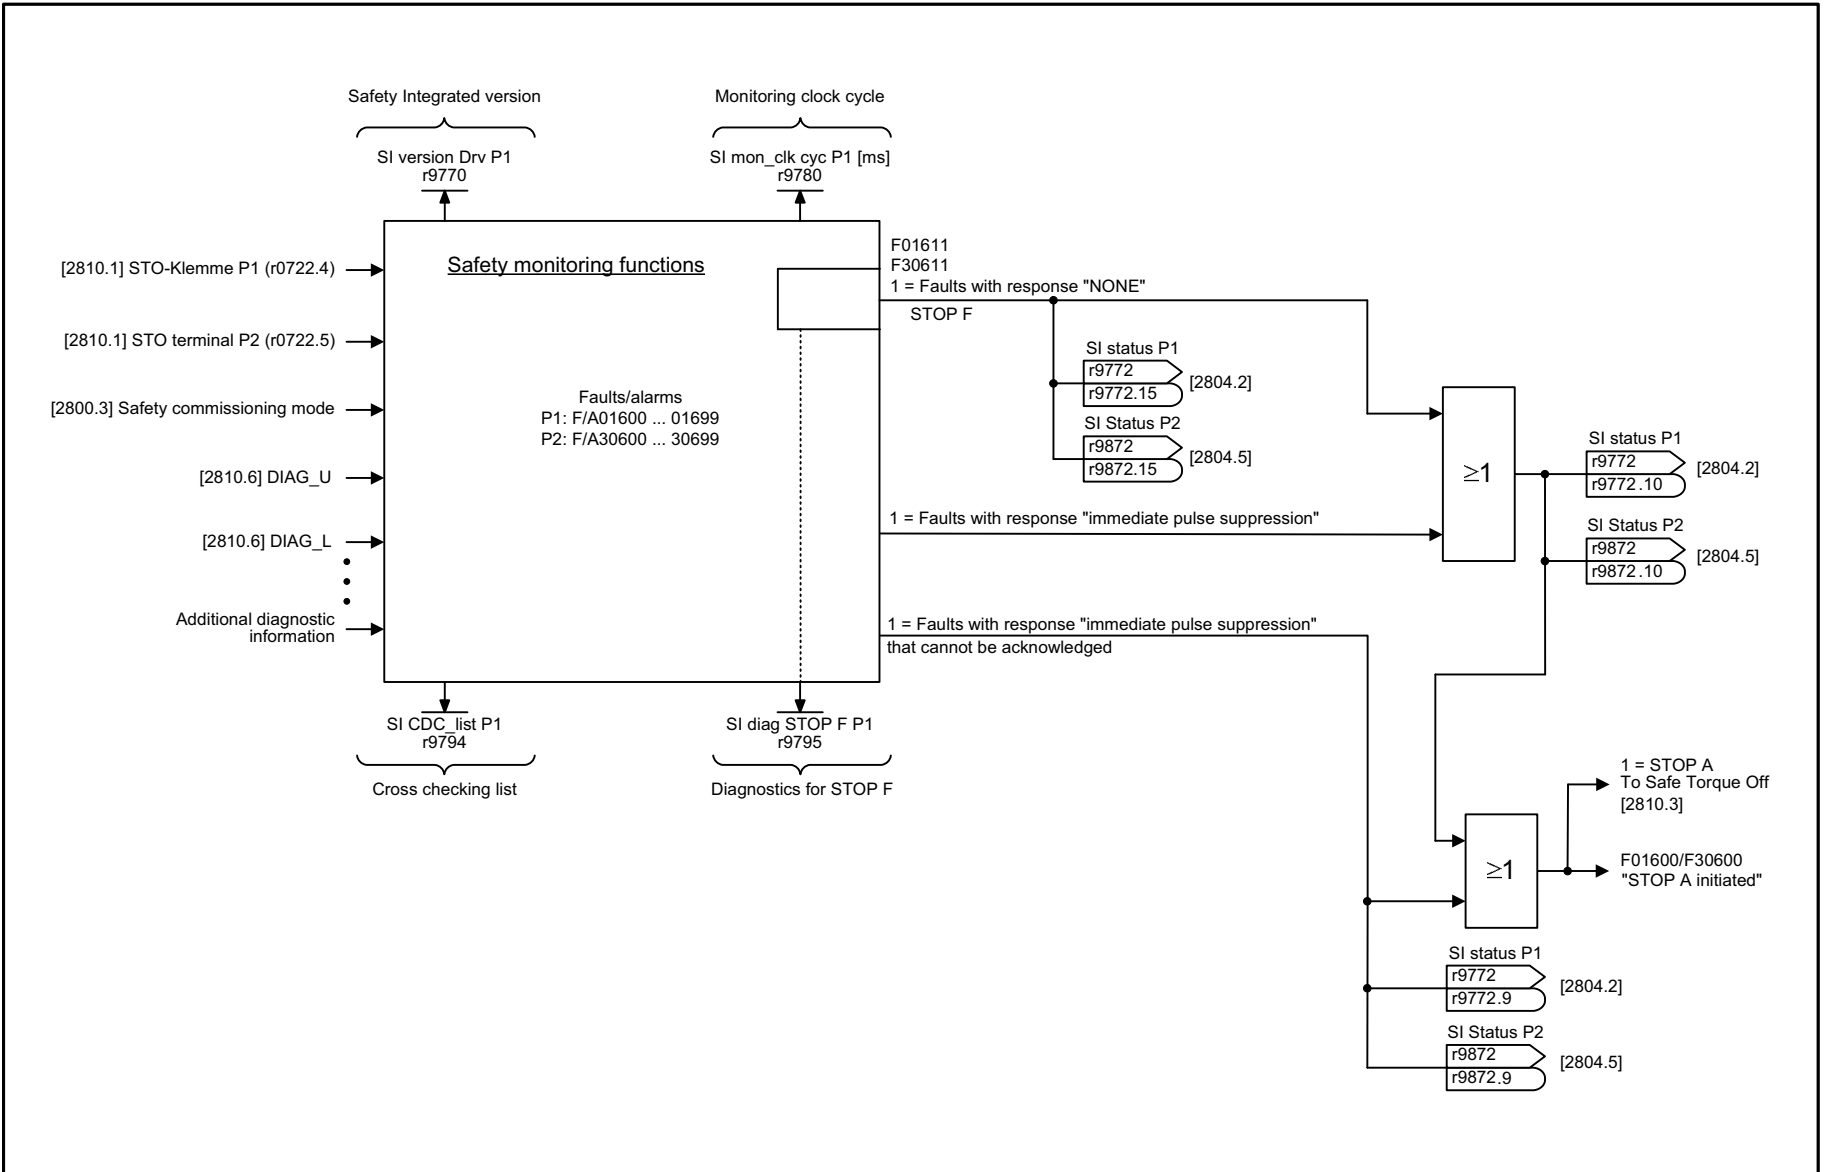 Safety Integrated version
SI version Drv P1
r9770
Monitoring clock cycle
SI mon_clk cyc P1 [ms]
r9780
[2810.1] STO-Klemme P1 (r0722.4)
[2810.1] STO terminal P2 (r0722.5)
[2800.3] Safety commissioning mode
[2810.6] DIAG_U
[2810.6] DIAG_L
Additional diagnostic
information
Safety monitoring functions
Faults/alarms
P1: F/A01600 ... 01699
P2: F/A30600 ... 30699
F01611
F30611
1 = Faults with response "NONE"
STOP F
SI status P1
r9772
r9772.15
[2804.2]
SI Status P2
r9872
r9872.15
[2804.5]
1 = Faults with response "immediate pulse suppression"
≥1
SI status P1
r9772
r9772.10
[2804.2]
SI Status P2
r9872
r9872.10
[2804.5]
1 = Faults with response "immediate pulse suppression"
that cannot be acknowledged
SI CDC_list P1
r9794
Cross checking list
SI diag STOP F P1
r9795
Diagnostics for STOP F
≥1
1 = STOP A
To Safe Torque Off
[2810.3]
F01600/F30600
"STOP A initiated"
SI status P1
r9772
r9772.9
[2804.2]
SI Status P2
r9872
r9872.9
[2804.5]